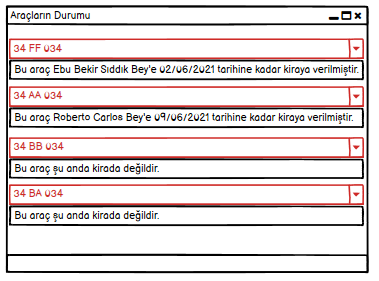 Araçların Durumu
34 FF 034
Bu araç Ebu Bekir Sıddık Bey'e 02/06/2021 tarihine kadar kiraya verilmiştir.
34 AA 034
Bu araç Roberto Carlos Bey'e 09/06/2021 tarihine kadar kiraya verilmiştir.
34 BB 034
Bu araç şu anda kirada değildir.
34 BA 034
Bu araç şu anda kirada değildir.